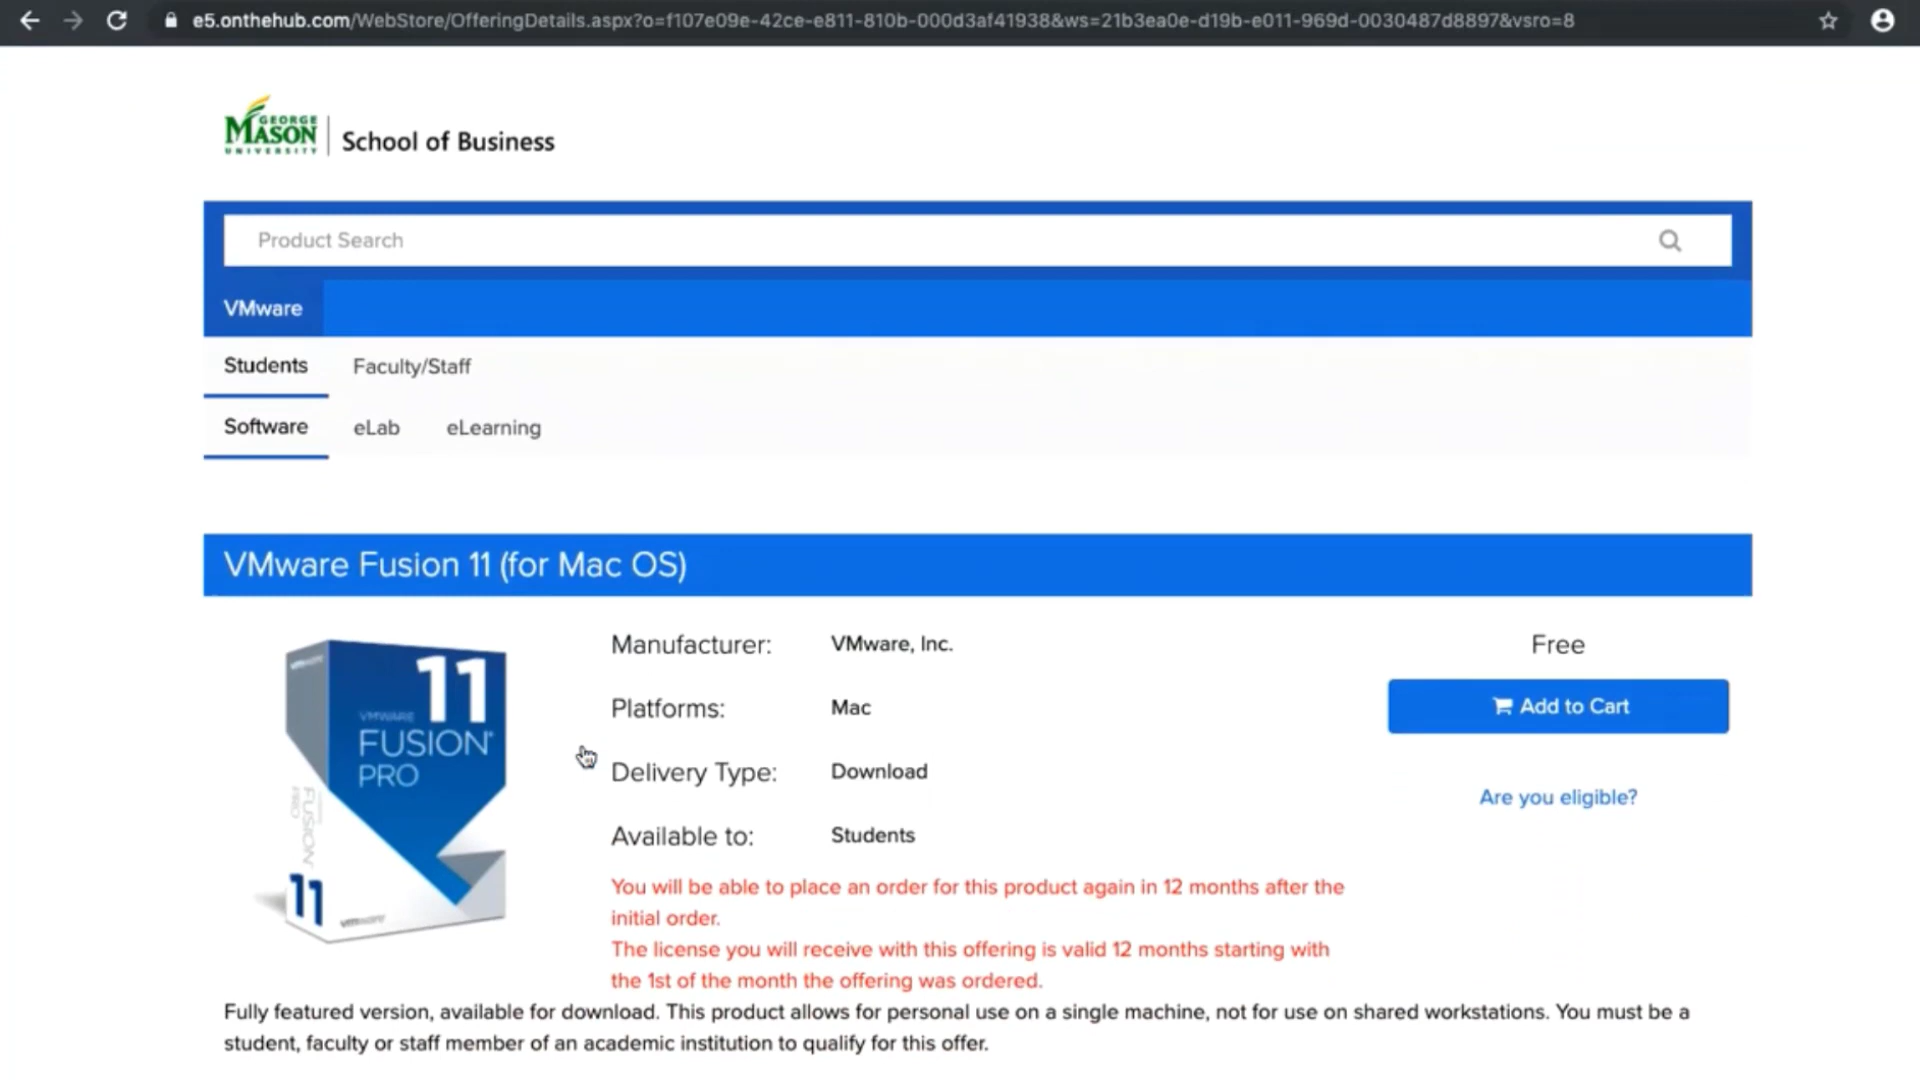 e5.onthehub.com/WebStore/OfferingDetails.aspx?o=f107e09e-42ce-e811-810b-000d3af41938&ws=21b3ea0e-d19b-e011-969d-0030487d8897&vsro=8
GEORGE
MASON
UNIVERSITY
School of Business
Product Search
VMware
Students Faculty/Staff
Software eLab eLearning
VMware Fusion 11 (for Mac OS)
vmware
11
VMWARE
FUSION
PRO
FUSION
PRO
11
vmware
Manufacturer: VMware, Inc.
Free
Platforms: Mac
Add to Cart
Delivery Type: Download
Are you eligible?
Available to: Students
You will be able to place an order for this product again in 12 months after the
initial order.
The license you will receive with this offering is valid 12 months starting with
the 1st of the month the offering was ordered.
Fully featured version, available for download. This product allows for personal use on a single machine, not for use on shared workstations. You must be a
student, faculty or staff member of an academic institution to qualify for this offer.